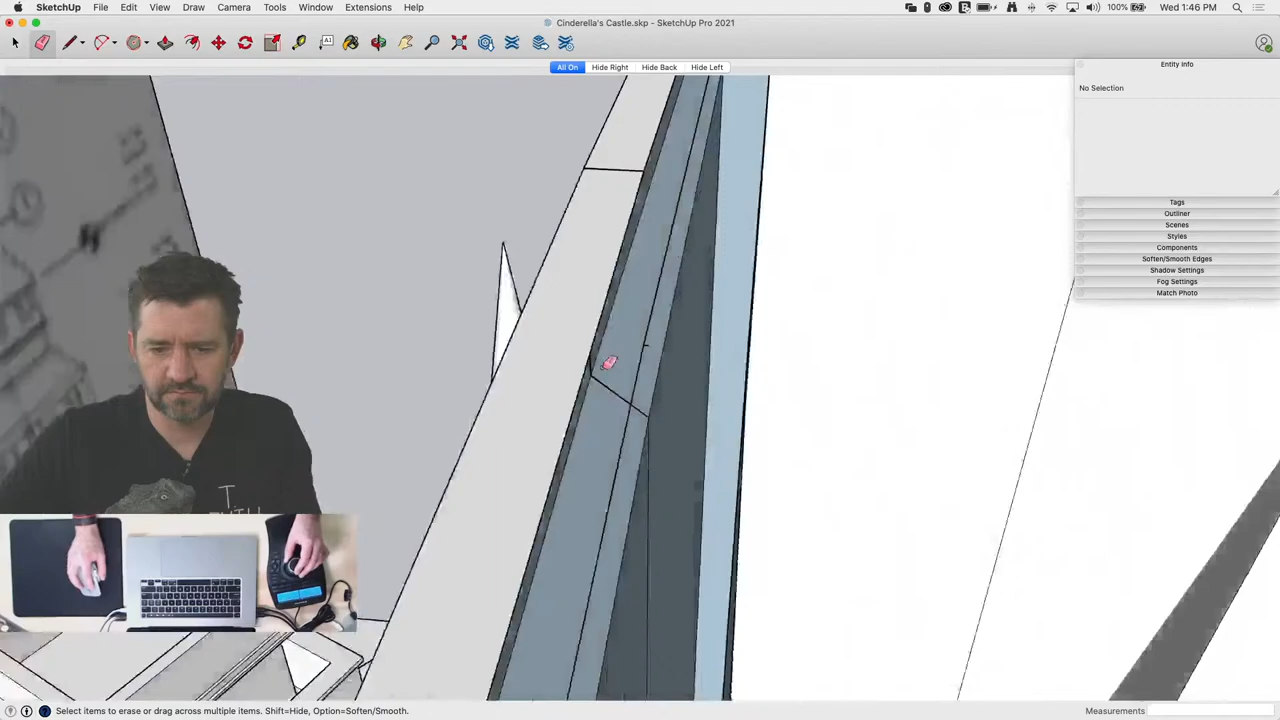 SketchUp File Edit View Draw Camera Tools Window Extensions Help
100% Wed 1:46 PM
Cinderella's Castle.skp - SketchUp Pro 2021
All On Hide Right Hide Back Hide Left
Entity Info
No Selection
Tags
Outliner
Scenes
Styles
Components
Soften/Smooth Edges
Shadow Settings
Fog Settings
Match Photo
Select items to erase or drag across multiple items. Shift=Hide, Option=Soften/Smooth.
Measurements